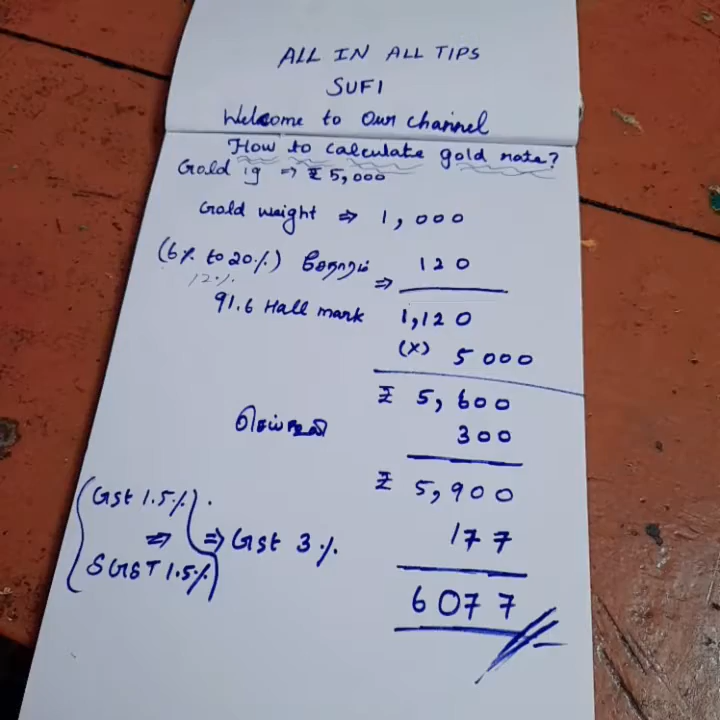 ALL IN ALL TIPS
SUFI
Welcome to Our channel
How to calculate gold rate?
Gold 1g ⇒ ₹ 5,000
Gold weight ⇒ 1,000
(6% to 20%) சேதாரம் ⇒ 120
12%
91.6 Hall mark 1,120
(x) 5000
₹ 5,600
செய்கூலி 300
₹ 5,900
Gst 1.5%
⇒ ⇒ Gst 3% 177
SGST 1.5%
6077